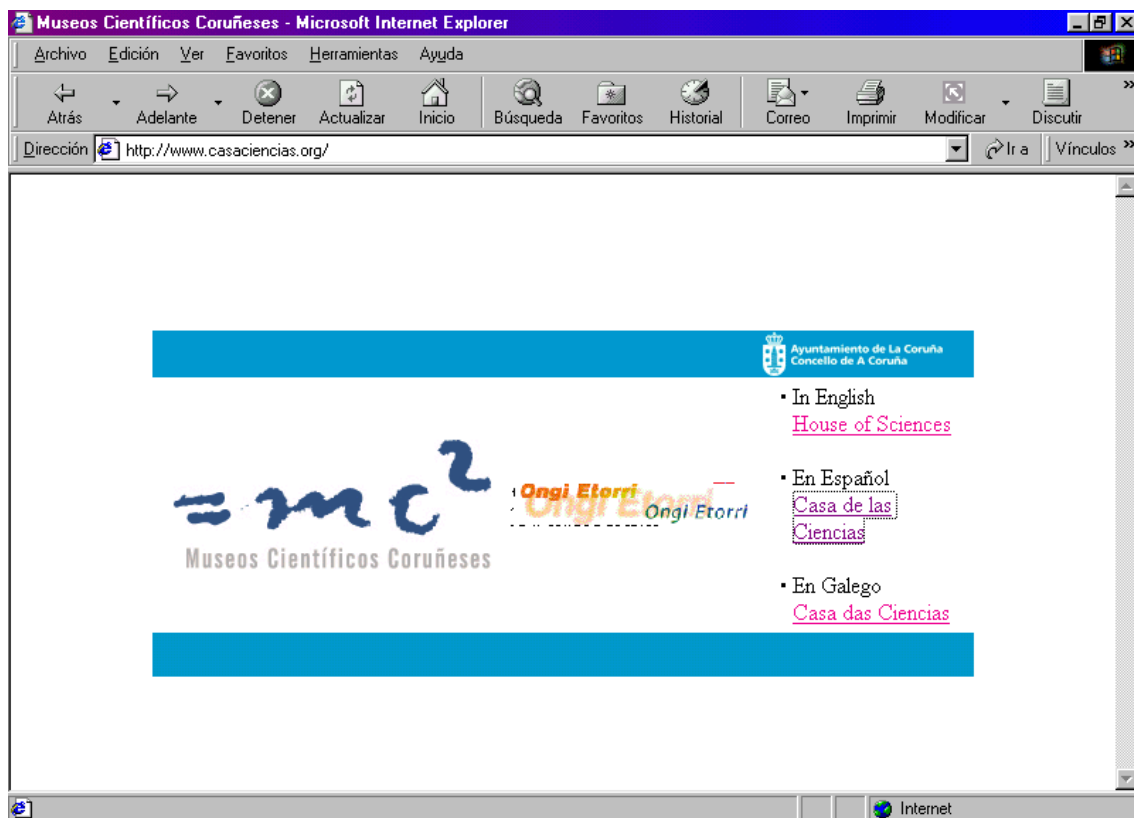 Museos Científicos Coruñeses - Microsoft Internet Explorer
Archivo Edición Ver Favoritos Herramientas Ayuda
Atrás Adelante Detener Actualizar Inicio Búsqueda Favoritos Historial Correo Imprimir Modificar Discutir
Dirección http://www.casaciencias.org/ Ir a Vínculos
Ayuntamiento de La Coruña
Concello de A Coruña
In English
House of Sciences
=mc2
Museos Científicos Coruñeses
Ongi Etorri
Ongi Etorri
Ongi Etorri
En Español
Casa de las
Ciencias
En Galego
Casa das Ciencias
Internet